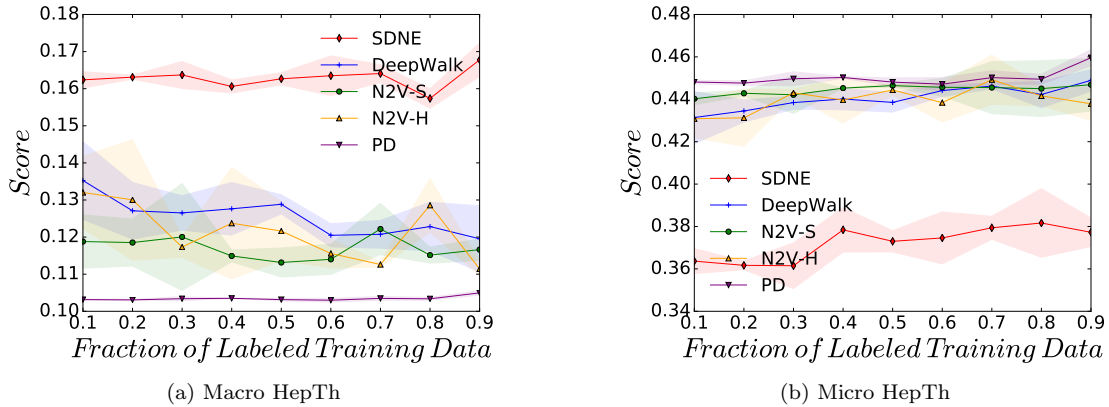 0.18
0.17
0.16
0.15
0.14
0.13
0.12
0.11
0.10
Score
SDNE
DeepWalk
N2V-S
N2V-H
PD
0.1 0.2 0.3 0.4 0.5 0.6 0.7 0.8 0.9
Fraction of Labeled Training Data
(a) Macro HepTh
0.48
0.46
0.44
0.42
0.40
0.38
0.36
0.34
Score
SDNE
DeepWalk
N2V-S
N2V-H
PD
0.1 0.2 0.3 0.4 0.5 0.6 0.7 0.8 0.9
Fraction of Labeled Training Data
(b) Micro HepTh